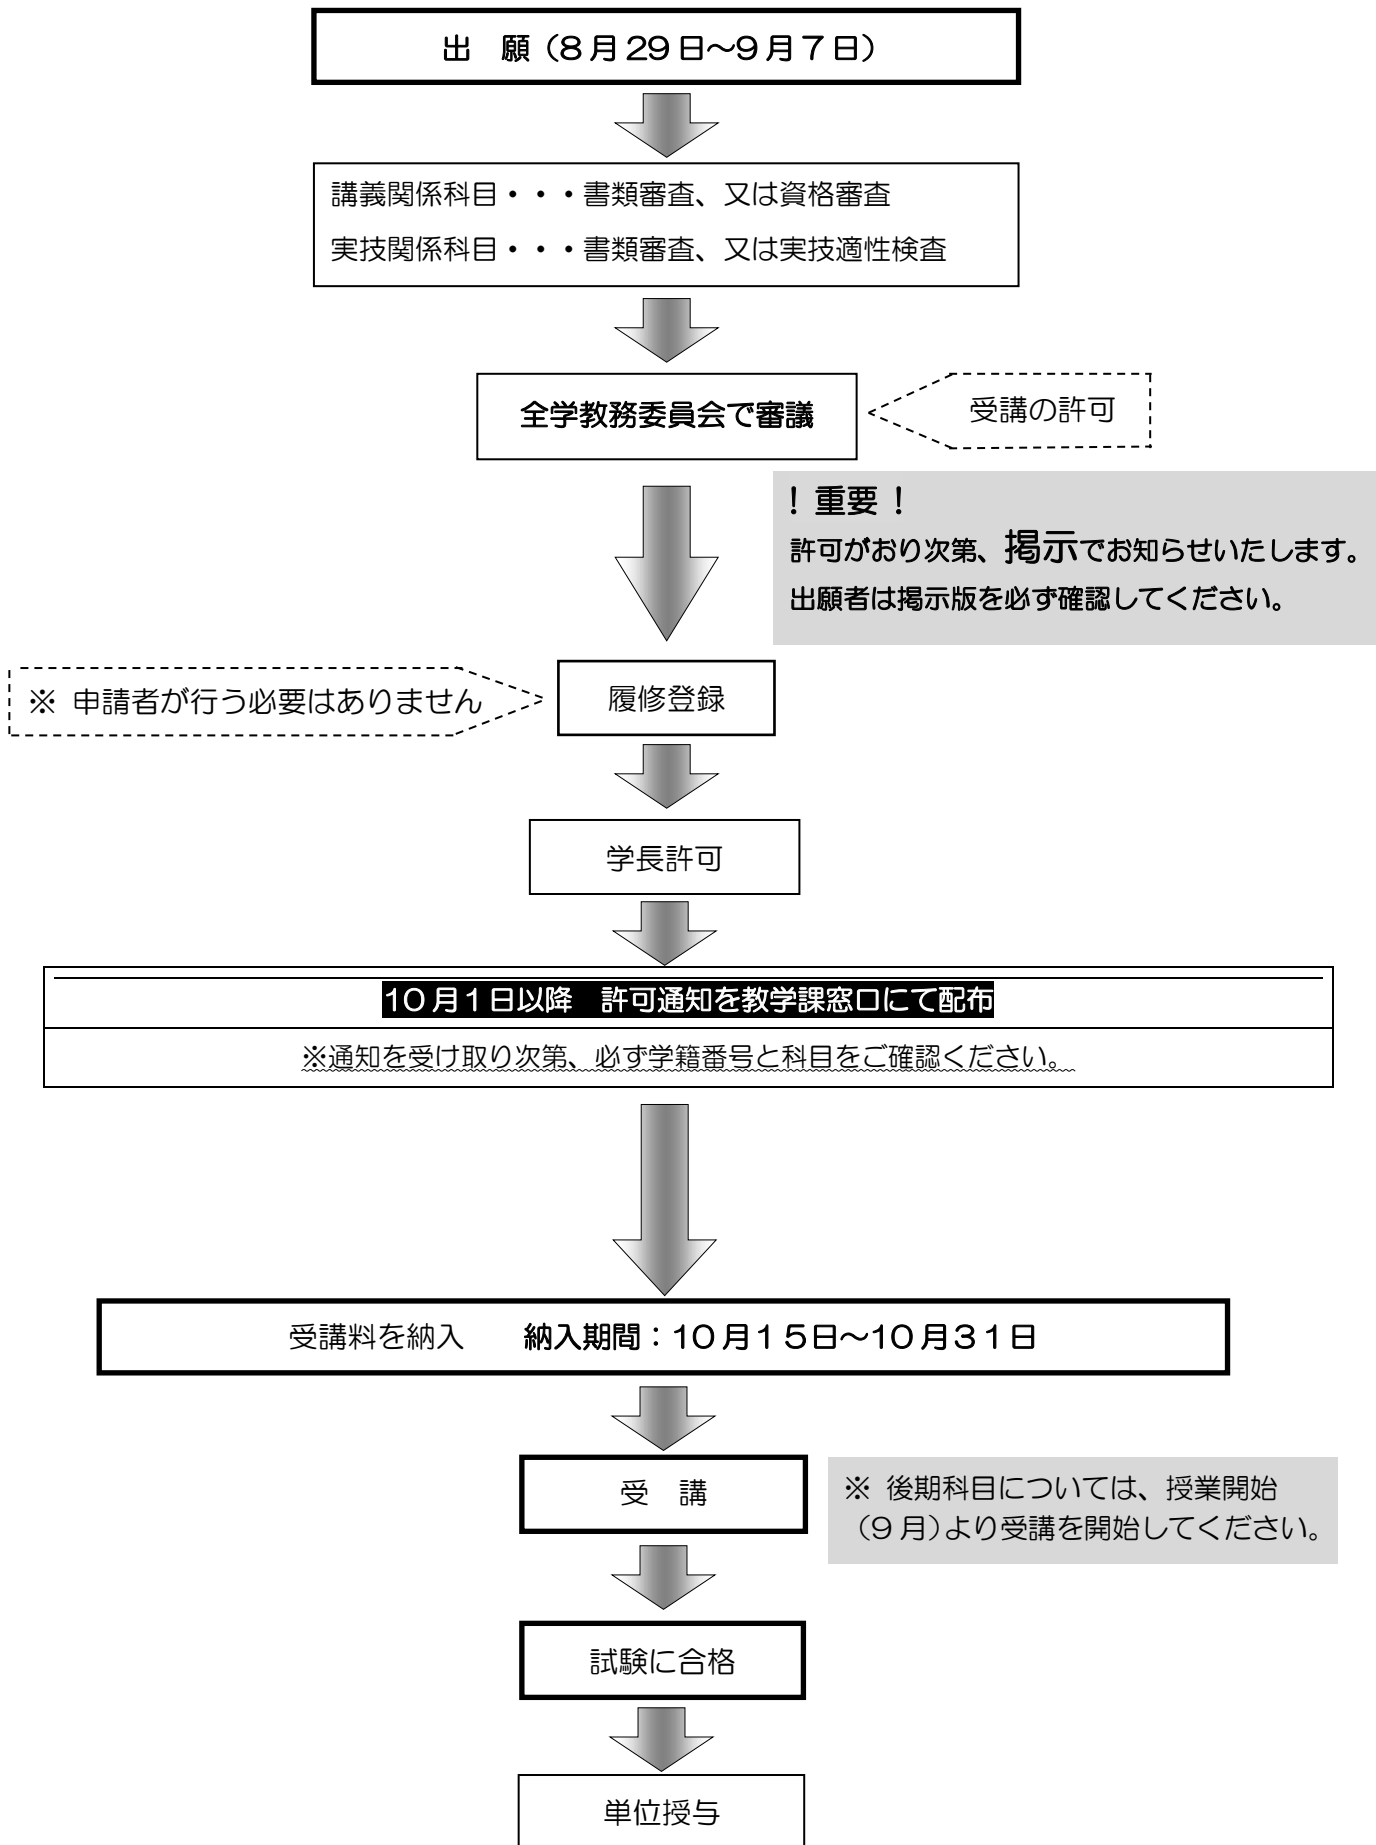 出　願（8月29日～9月7日）
講義関係科目・・・書類審査、又は資格審査
実技関係科目・・・書類審査、又は実技適性検査
全学教務委員会で審議
受講の許可
！重要！
許可がおり次第、掲示でお知らせいたします。
出願者は掲示版を必ず確認してください。
※ 申請者が行う必要はありません
履修登録
学長許可
10月1日以降　許可通知を教学課窓口にて配布
※通知を受け取り次第、必ず学籍番号と科目をご確認ください。
受講料を納入　　納入期間：10月15日～10月31日
受　講
※ 後期科目については、授業開始
（9月）より受講を開始してください。
試験に合格
単位授与